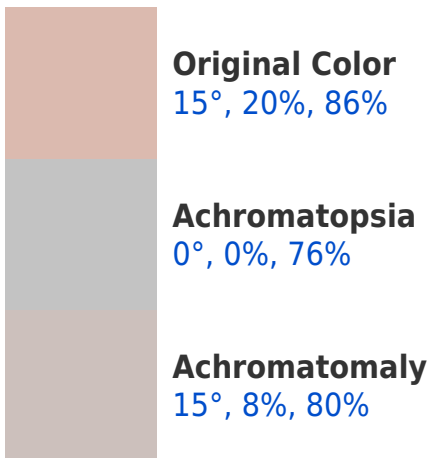 Original Color
15°, 20%, 86%
Achromatopsia
0°, 0%, 76%
Achromatomaly
15°, 8%, 80%